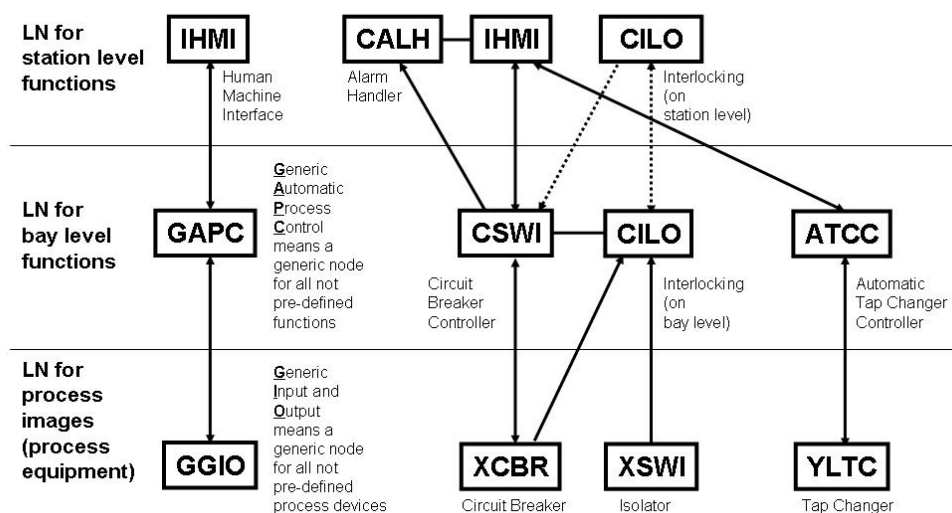 LN for
station level
functions
IHMI
Human
Machine
Interface
CALH
Alarm
Handler
IHMI
CILO
Interlocking
(on
station level)
LN for
bay level
functions
GAPC
Generic
Automatic
Process
Control
means a
generic node
for all not
pre-defined
functions
CSWI
Circuit
Breaker
Controller
CILO
Interlocking
(on
bay level)
ATCC
Automatic
Tap Changer
Controller
LN for
process
images
(process
equipment)
GGIO
Generic
Input and
Output
means a
generic node
for all not
pre-defined
process devices
XCBR
Circuit Breaker
XSWI
Isolator
YLTC
Tap Changer